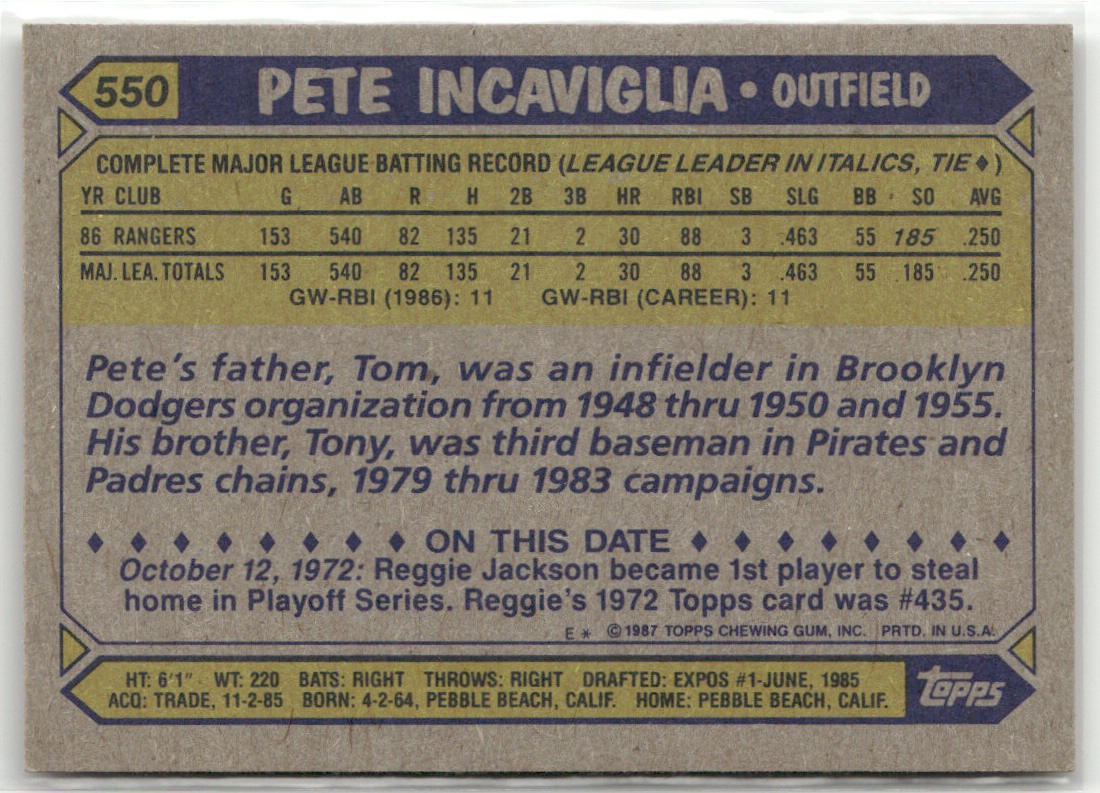 550 PETE INCAVIGLIA • OUTFIELD
COMPLETE MAJOR LEAGUE BATTING RECORD (LEAGUE LEADER IN ITALICS, TIE♦)
YR CLUB G AB R H 2B 3B HR RBI SB SLG BB SO AVG
86 RANGERS 153 540 82 135 21 2 30 88 3 .463 55 185 .250
MAJ. LEA. TOTALS 153 540 82 135 21 2 30 88 3 .463 55 185 .250
GW-RBI (1986): 11 GW-RBI (CAREER): 11
Pete's father, Tom, was an infielder in Brooklyn
Dodgers organization from 1948 thru 1950 and 1955.
His brother, Tony, was third baseman in Pirates and
Padres chains, 1979 thru 1983 campaigns.
♦ ♦ ♦ ♦ ♦ ♦ ♦ ♦ ON THIS DATE ♦ ♦ ♦ ♦ ♦ ♦ ♦ ♦
October 12, 1972: Reggie Jackson became 1st player to steal
home in Playoff Series. Reggie's 1972 Topps card was #435.
E * ©1987 TOPPS CHEWING GUM, INC. PRTD. IN U.S.A.
HT: 6'1" WT: 220 BATS: RIGHT THROWS: RIGHT DRAFTED: EXPOS #1-JUNE, 1985
ACQ: TRADE, 11-2-85 BORN: 4-2-64, PEBBLE BEACH, CALIF. HOME: PEBBLE BEACH, CALIF.
topps